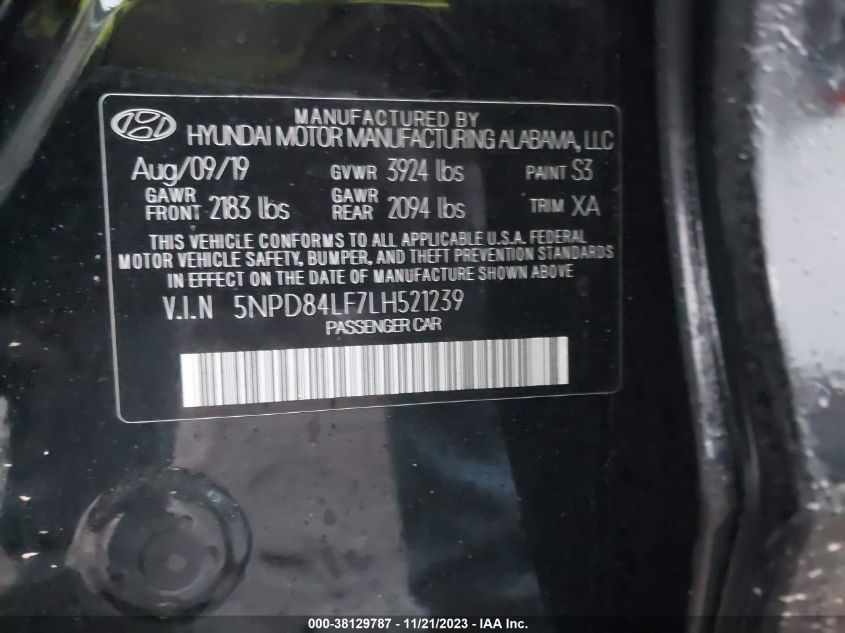 MANUFACTURED BY
HYUNDAI MOTOR MANUFACTURING ALABAMA, LLC
Aug/09/19 GVWR 3924 lbs PAINT S3
GAWR FRONT 2183 lbs GAWR REAR 2094 lbs TRIM XA
THIS VEHICLE CONFORMS TO ALL APPLICABLE U.S.A. FEDERAL
MOTOR VEHICLE SAFETY, BUMPER, AND THEFT PREVENTION STANDARDS
IN EFFECT ON THE DATE OF MANUFACTURE SHOWN ABOVE.
V.I.N 5NPD84LF7LH521239
PASSENGER CAR
000-38129787 - 11/21/2023 - IAA Inc.